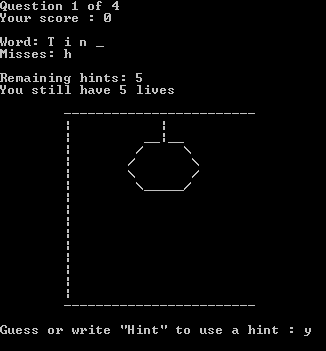 Question 1 of 4
Your score : 0
Word: T i n _
Misses: h
Remaining hints: 5
You still have 5 lives
Guess or write "Hint" to use a hint : y